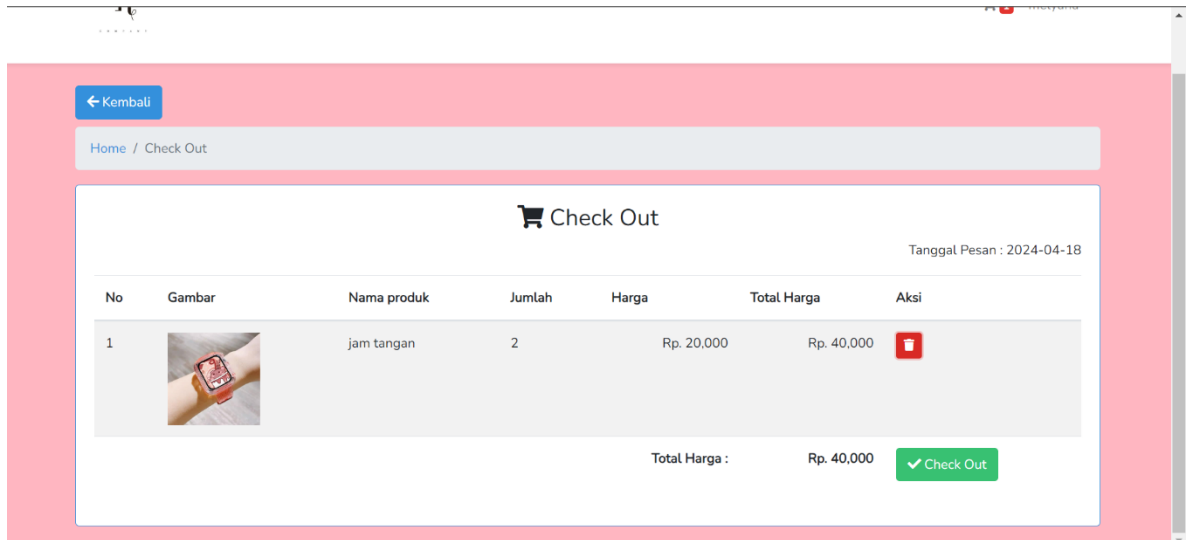 Kembali
Home / Check Out
Check Out
Tanggal Pesan : 2024-04-18
No Gambar Nama produk Jumlah Harga Total Harga Aksi
1 jam tangan 2 Rp. 20,000 Rp. 40,000
Total Harga : Rp. 40,000 Check Out